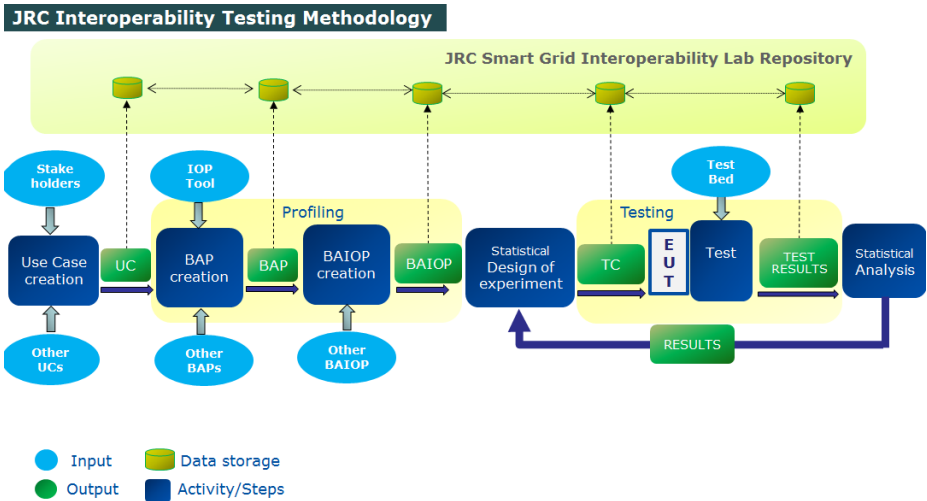 JRC Interoperability Testing Methodology
JRC Smart Grid Interoperability Lab Repository
Stake
holders
IOP
Tool
Test
Bed
Profiling
Testing
Use Case
creation
UC
BAP
creation
BAP
BAIOP
creation
BAIOP
Statistical
Design of
experiment
TC
E
U
T
Test
TEST
RESULTS
Statistical
Analysis
Other
UCs
Other
BAPs
Other
BAIOP
RESULTS
Input
Data storage
Output
Activity/Steps